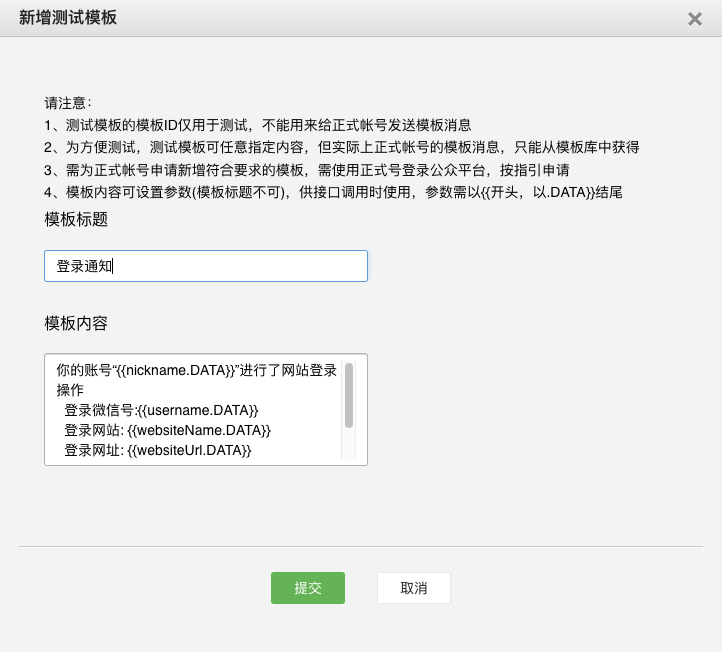 新增测试模板
请注意：
1、测试模板的模板ID仅用于测试，不能用来给正式帐号发送模板消息
2、为方便测试，测试模板可任意指定内容，但实际上正式帐号的模板消息，只能从模板库中获得
3、需为正式帐号申请新增符合要求的模板，需使用正式号登录公众平台，按指引申请
4、模板内容可设置参数(模板标题不可)，供接口调用时使用，参数需以{{开头，以.DATA}}结尾
模板标题
登录通知
模板内容
你的账号“{{nickname.DATA}}”进行了网站登录
操作
登录微信号:{{username.DATA}}
登录网站: {{websiteName.DATA}}
登录网址: {{websiteUrl.DATA}}
提交 取消